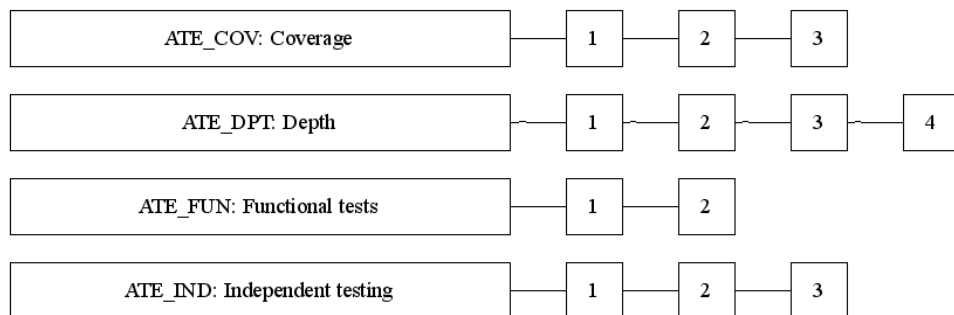 ATE_COV: Coverage 1 2 3
ATE_DPT: Depth 1 2 3 4
ATE_FUN: Functional tests 1 2
ATE_IND: Independent testing 1 2 3